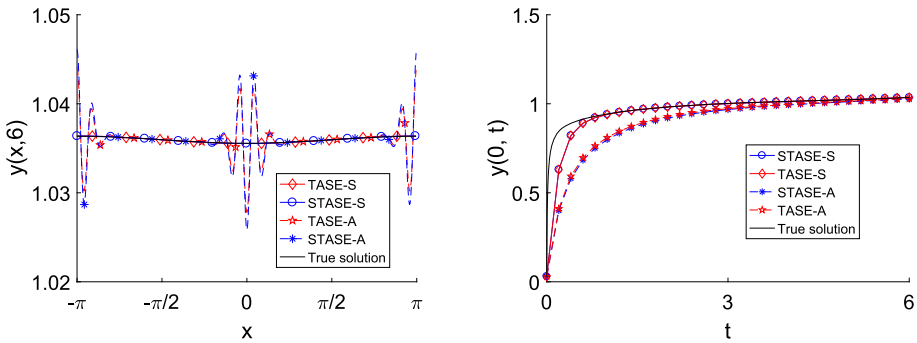 1.05
1.04
1.03
1.02
y(x,6)
-π
-π/2
0
π/2
π
x
TASE-S
STASE-S
TASE-A
STASE-A
True solution
1.5
1
0.5
0
y(0, t)
0
3
6
t
STASE-S
TASE-S
STASE-A
TASE-A
True solution